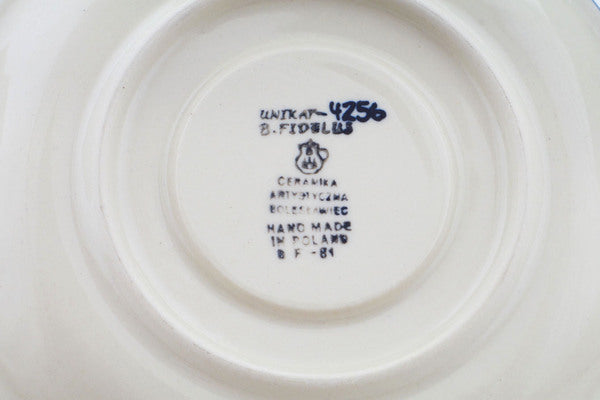 UNIKAT-4256
B. FIDELUS
CERAMIKA
ARTYSTYCZNA
BOLESŁAWIEC
HAND MADE
IN POLAND
B F-81